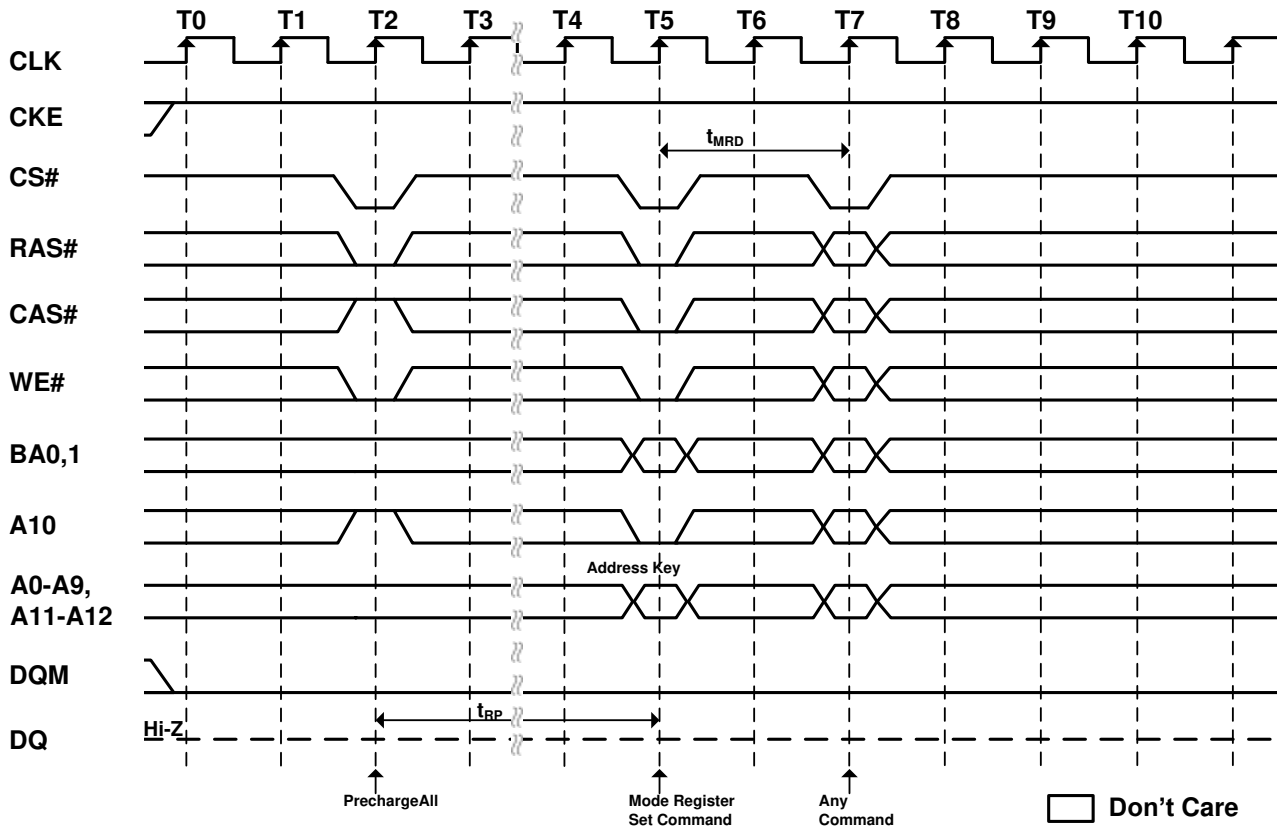 T0 T1 T2 T3 T4 T5 T6 T7 T8 T9 T10
CLK
CKE
tMRD
CS#
RAS#
CAS#
WE#
BA0,1
A10
Address Key
A0-A9,
A11-A12
DQM
tRP
Hi-Z
DQ
PrechargeAll
Mode Register
Set Command
Any
Command
Don't Care